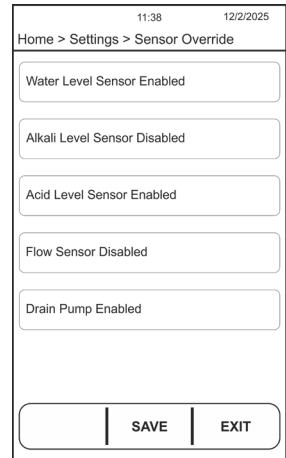 11:38 12/2/2025
Home > Settings > Sensor Override
Water Level Sensor Enabled
Alkali Level Sensor Disabled
Acid Level Sensor Enabled
Flow Sensor Disabled
Drain Pump Enabled
SAVE EXIT